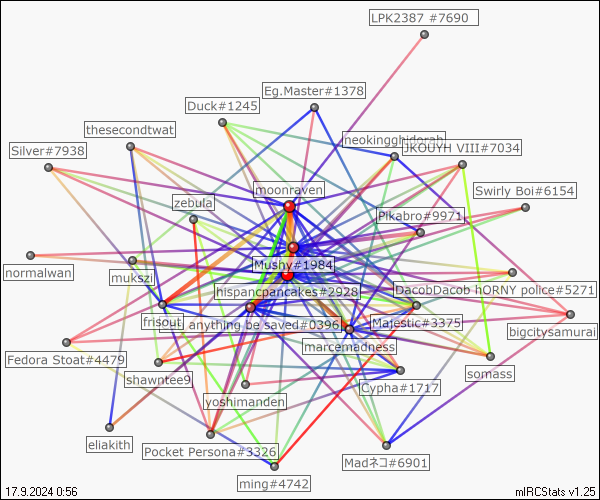 LPK2387 #7690
Eg.Master#1378
Duck#1245
thesecondtwat
neokingghidorah
JKOUYH VIII#7034
Silver#7938
moonraven
Swirly Boi#6154
zebula
Pikabro#9971
Mushy#1984
normalwan
mukszi
hispancpancakes#2928
DacobDacob hORNY police#5271
frisout
anything be saved#0396
Majestic#3375
bigcitysamurai
marcemadness
Fedora Stoat#4479
somass
shawntee9
Cypha#1717
yoshimanden
eliakith
Pocket Persona#3326
Madネコ#6901
ming#4742
17.9.2024 0:56
mIRCStats v1.25